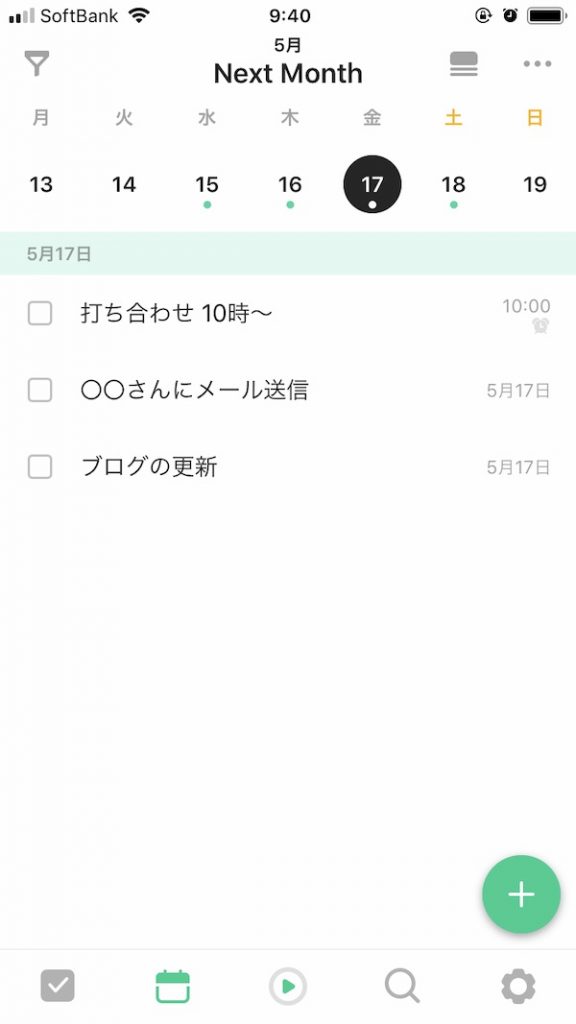 SoftBank 9:40
5月
Next Month
月 火 水 木 金 土 日
13 14 15 16 17 18 19
5月17日
打ち合わせ 10時〜 10:00
〇〇さんにメール送信 5月17日
ブログの更新 5月17日